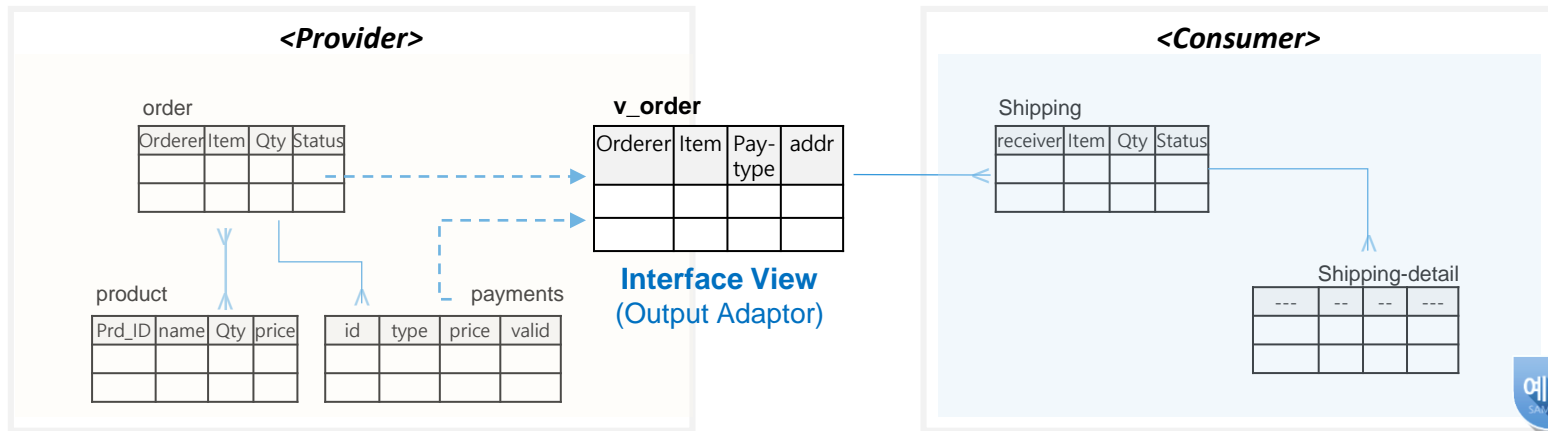 <Provider>
<Consumer>
order
Orderer Item Qty Status
v_order
Orderer Item Pay-type addr
Shipping
receiver Item Qty Status
Interface View
(Output Adaptor)
product
Prd_ID name Qty price
payments
id type price valid
Shipping-detail
--- -- -- ---
예